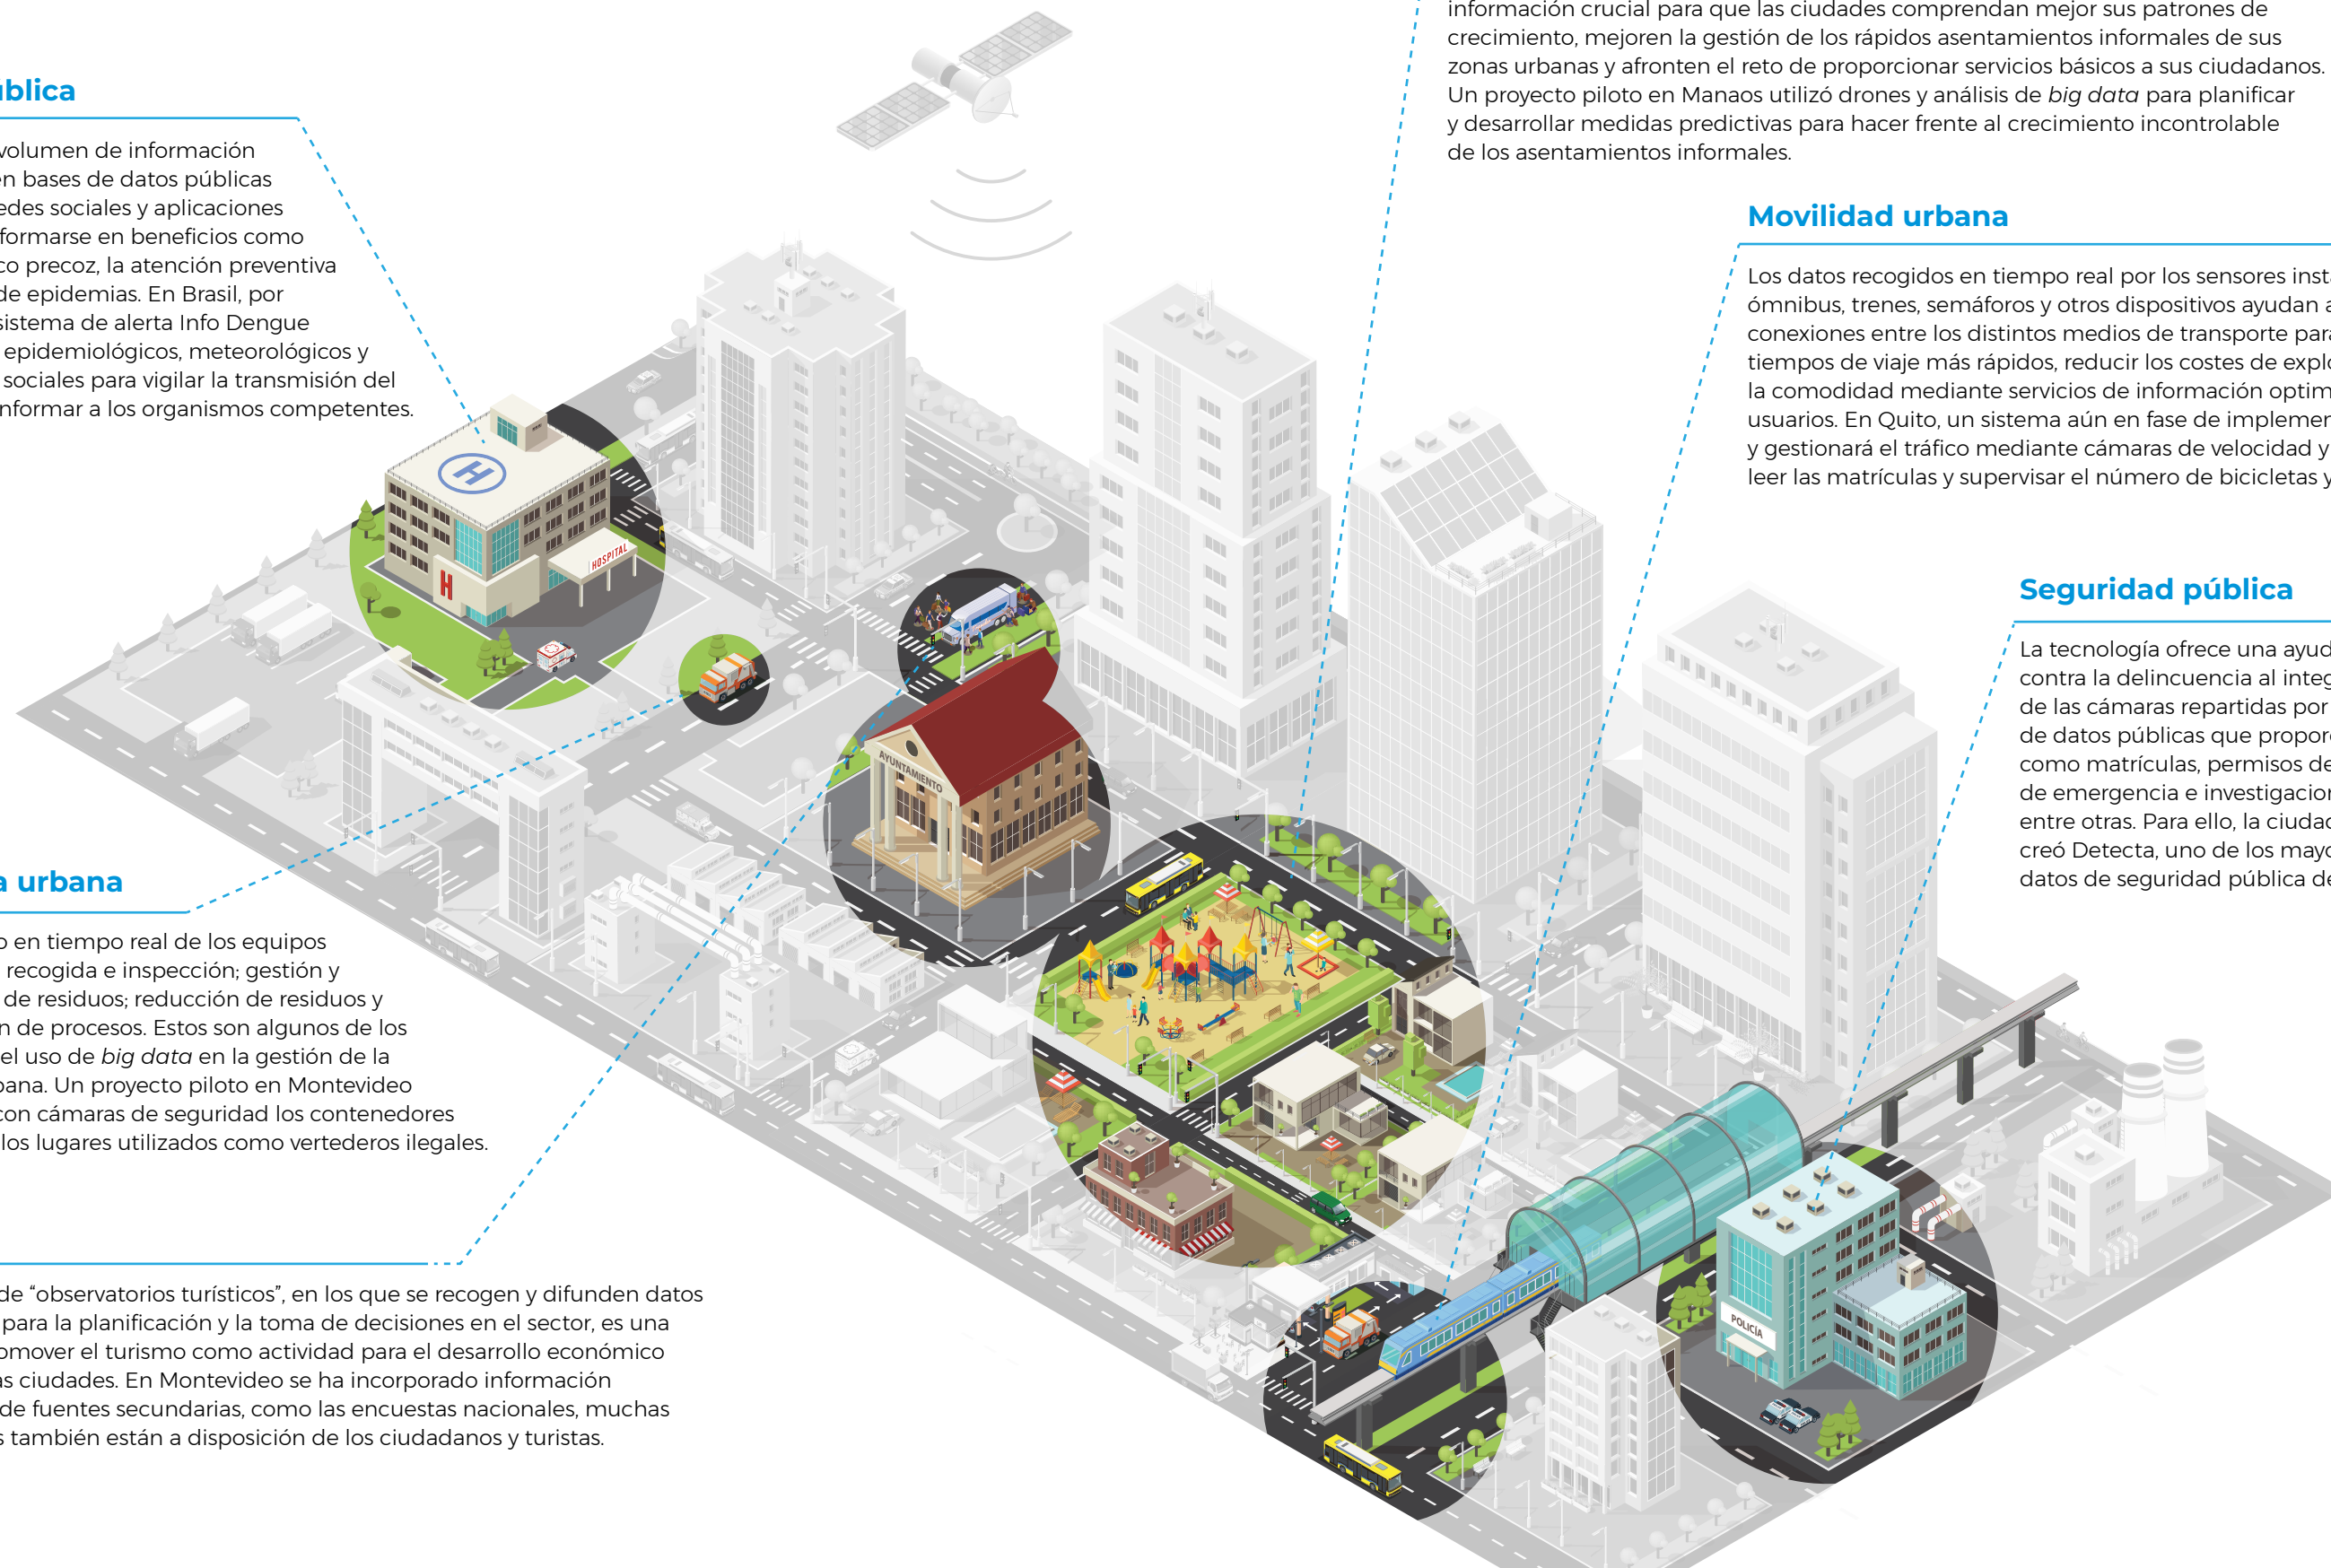 información crucial para que las ciudades comprendan mejor sus patrones de
crecimiento, mejoren la gestión de los rápidos asentamientos informales de sus
zonas urbanas y afronten el reto de proporcionar servicios básicos a sus ciudadanos.
Un proyecto piloto en Manaos utilizó drones y análisis de big data para planificar
y desarrollar medidas predictivas para hacer frente al crecimiento incontrolable
de los asentamientos informales.
ública
volumen de información
en bases de datos públicas
edes sociales y aplicaciones
formarse en beneficios como
co precoz, la atención preventiva
de epidemias. En Brasil, por
sistema de alerta Info Dengue
epidemiológicos, meteorológicos y
sociales para vigilar la transmisión del
nformar a los organismos competentes.
Movilidad urbana
Los datos recogidos en tiempo real por los sensores inst
ómnibus, trenes, semáforos y otros dispositivos ayudan a
conexiones entre los distintos medios de transporte para
tiempos de viaje más rápidos, reducir los costes de explo
la comodidad mediante servicios de información optim
usuarios. En Quito, un sistema aún en fase de implemen
y gestionará el tráfico mediante cámaras de velocidad y
leer las matrículas y supervisar el número de bicicletas y
Seguridad pública
La tecnología ofrece una ayud
contra la delincuencia al integ
de las cámaras repartidas por
de datos públicas que propor
como matrículas, permisos de
de emergencia e investigacion
entre otras. Para ello, la ciudad
creó Detecta, uno de los mayo
datos de seguridad pública de
H
H
HOSPITAL
AYUNTAMIENTO
a urbana
o en tiempo real de los equipos
recogida e inspección; gestión y
de residuos; reducción de residuos y
n de procesos. Estos son algunos de los
el uso de big data en la gestión de la
bana. Un proyecto piloto en Montevideo
con cámaras de seguridad los contenedores
los lugares utilizados como vertederos ilegales.
de “observatorios turísticos”, en los que se recogen y difunden datos
para la planificación y la toma de decisiones en el sector, es una
omover el turismo como actividad para el desarrollo económico
as ciudades. En Montevideo se ha incorporado información
de fuentes secundarias, como las encuestas nacionales, muchas
s también están a disposición de los ciudadanos y turistas.
POLICÍA